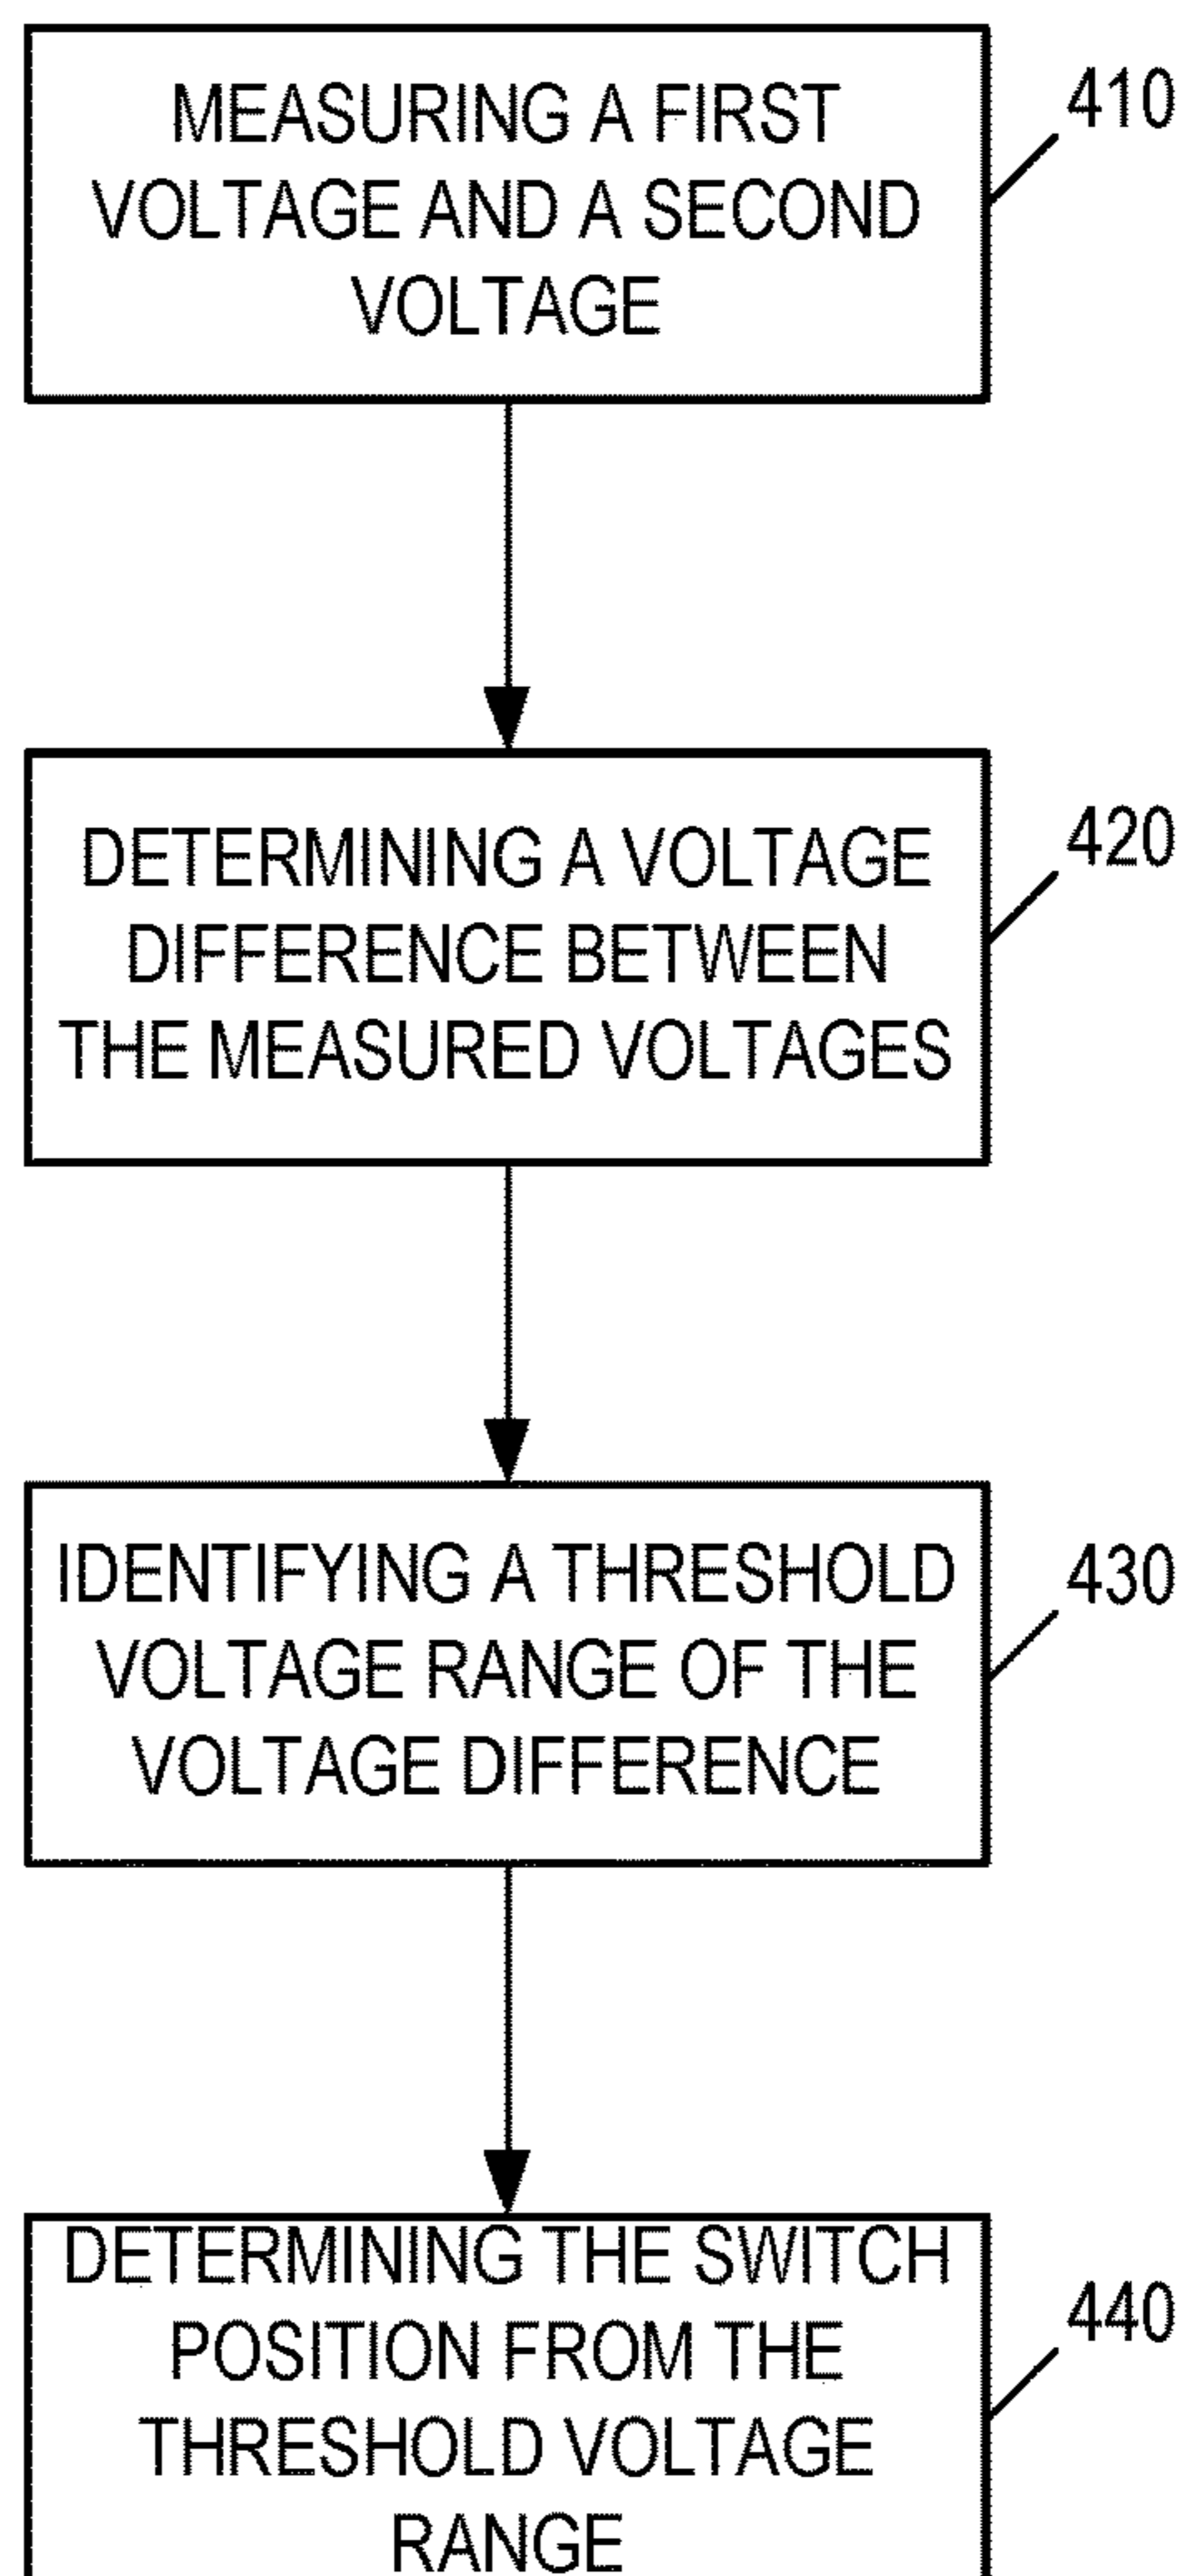 MEASURING A FIRST
VOLTAGE AND A SECOND
VOLTAGE
410
DETERMINING A VOLTAGE
DIFFERENCE BETWEEN
THE MEASURED VOLTAGES
420
IDENTIFYING A THRESHOLD
VOLTAGE RANGE OF THE
VOLTAGE DIFFERENCE
430
DETERMINING THE SWITCH
POSITION FROM THE
THRESHOLD VOLTAGE
RANGE
440